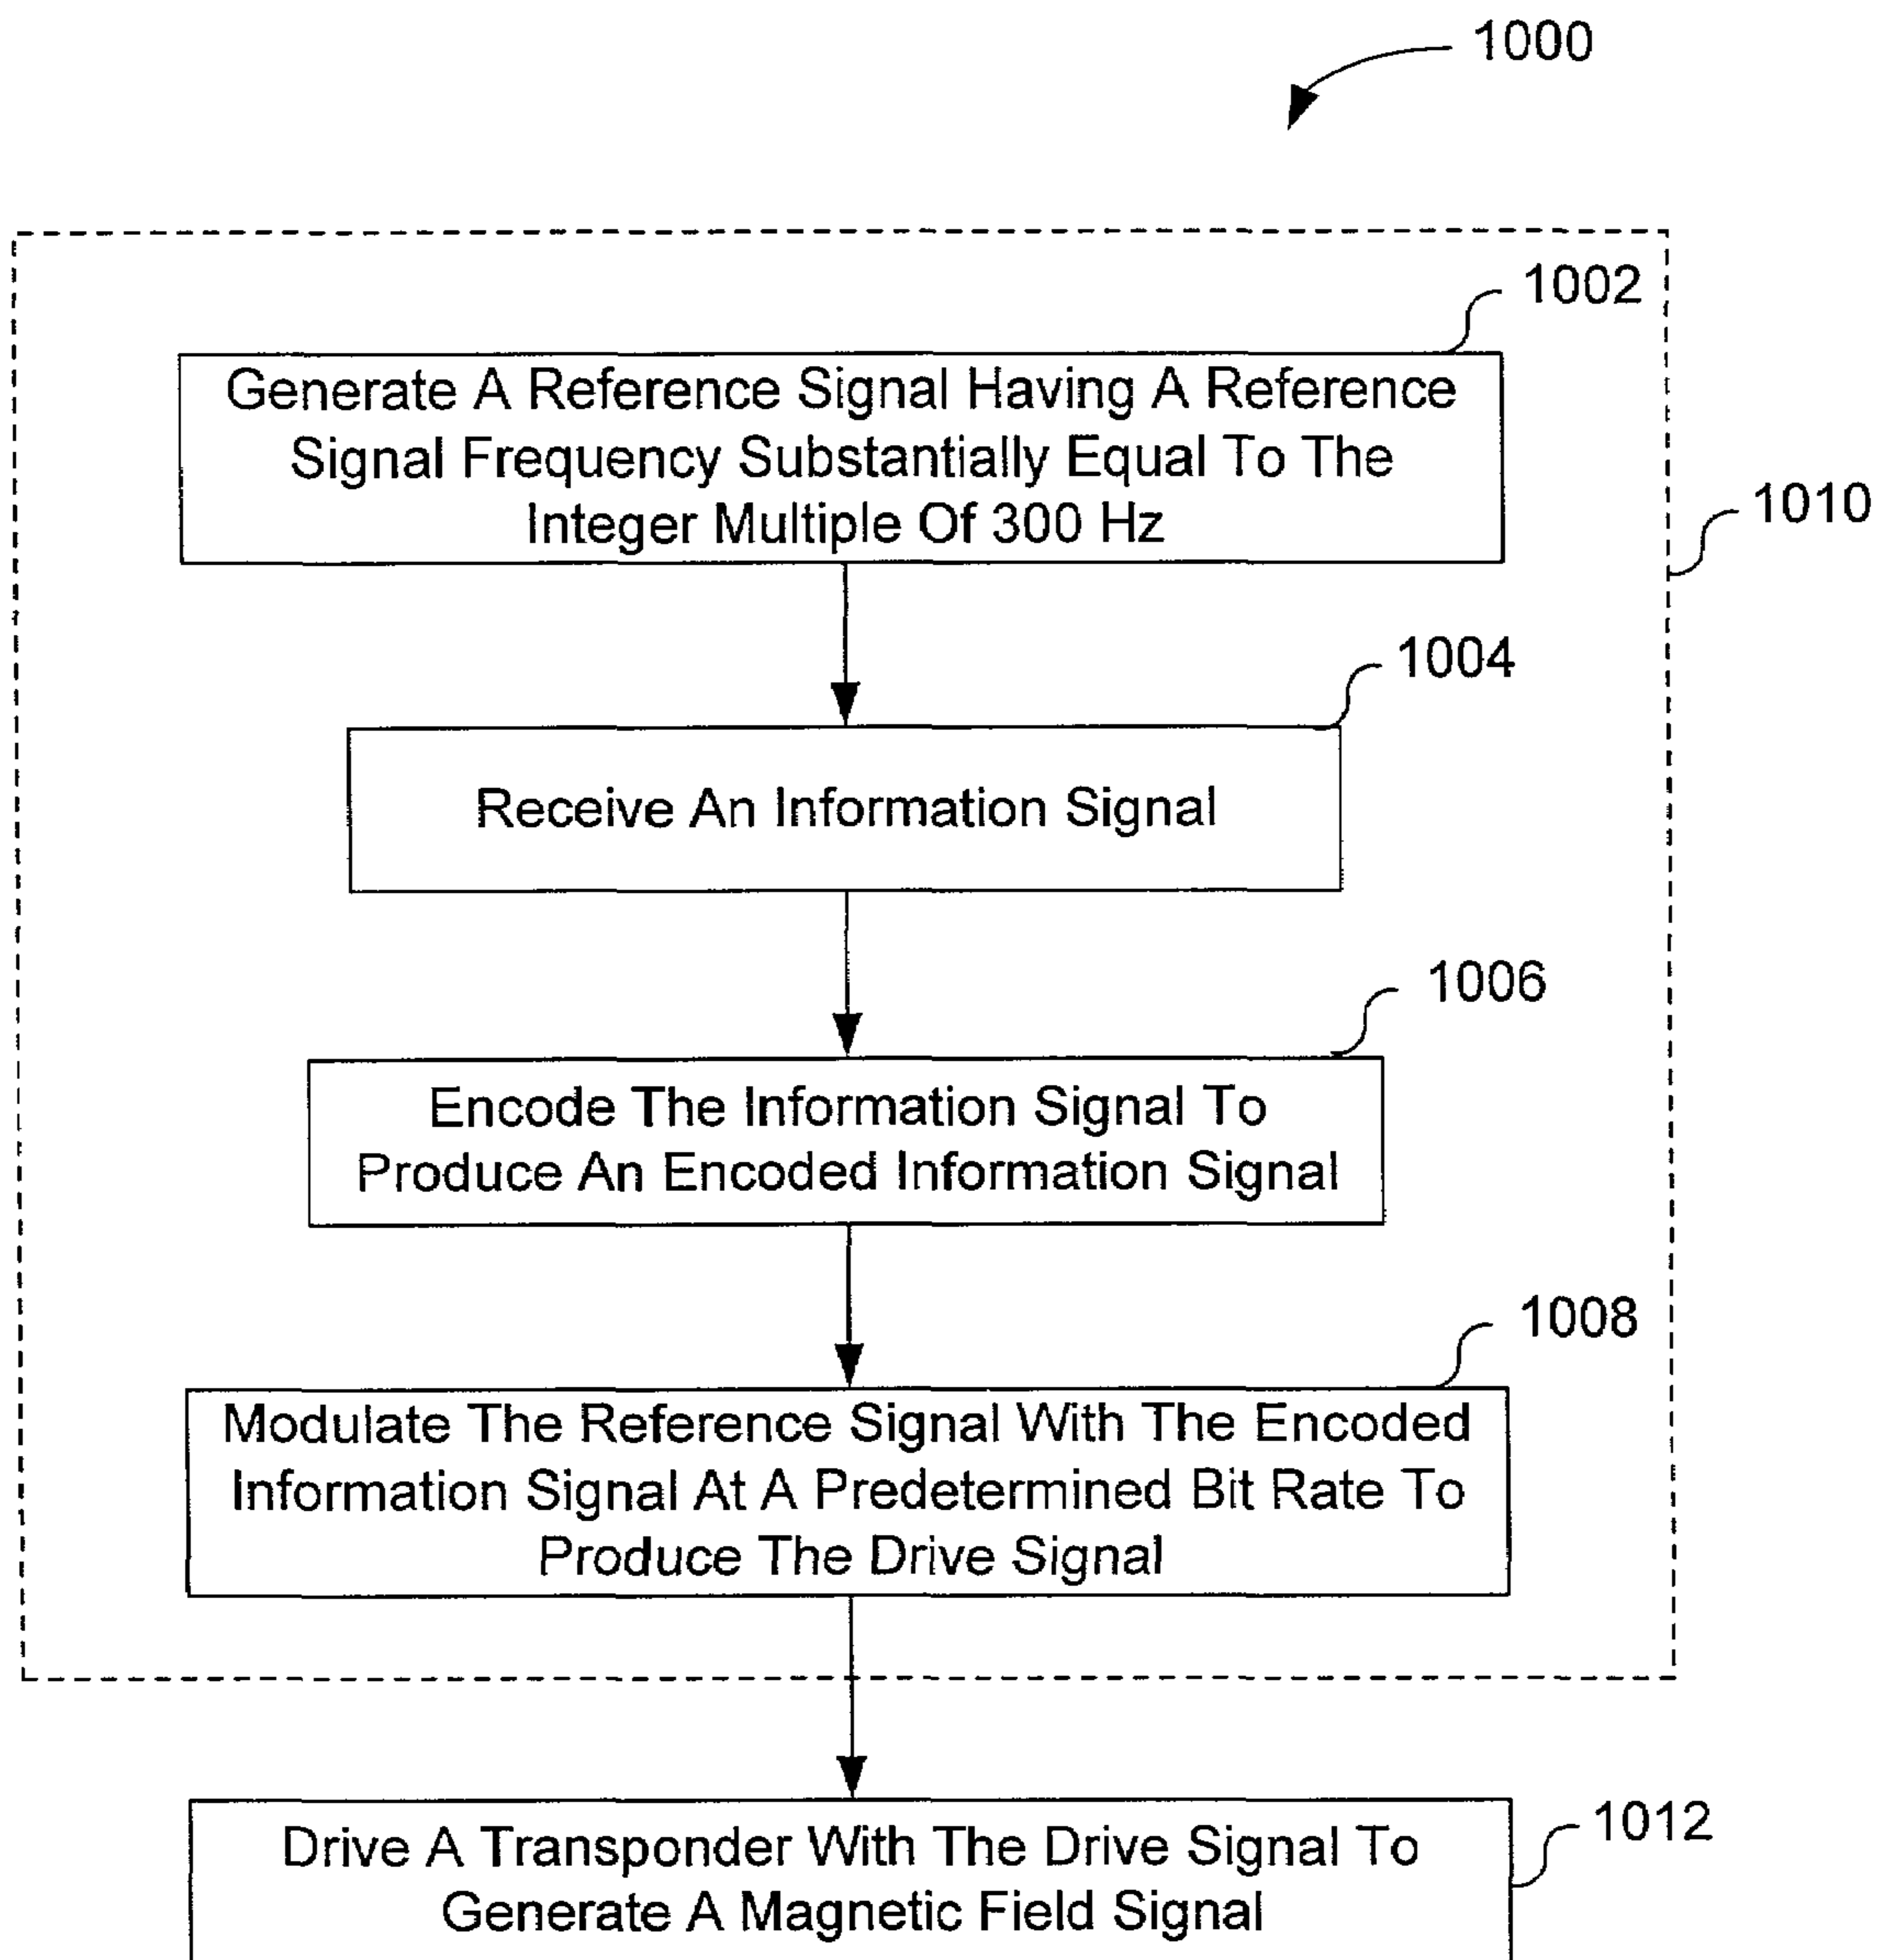 1000
1002
Generate A Reference Signal Having A Reference
Signal Frequency Substantially Equal To The
Integer Multiple Of 300 Hz
1010
1004
Receive An Information Signal
1006
Encode The Information Signal To
Produce An Encoded Information Signal
1008
Modulate The Reference Signal With The Encoded
Information Signal At A Predetermined Bit Rate To
Produce The Drive Signal
1012
Drive A Transponder With The Drive Signal To
Generate A Magnetic Field Signal